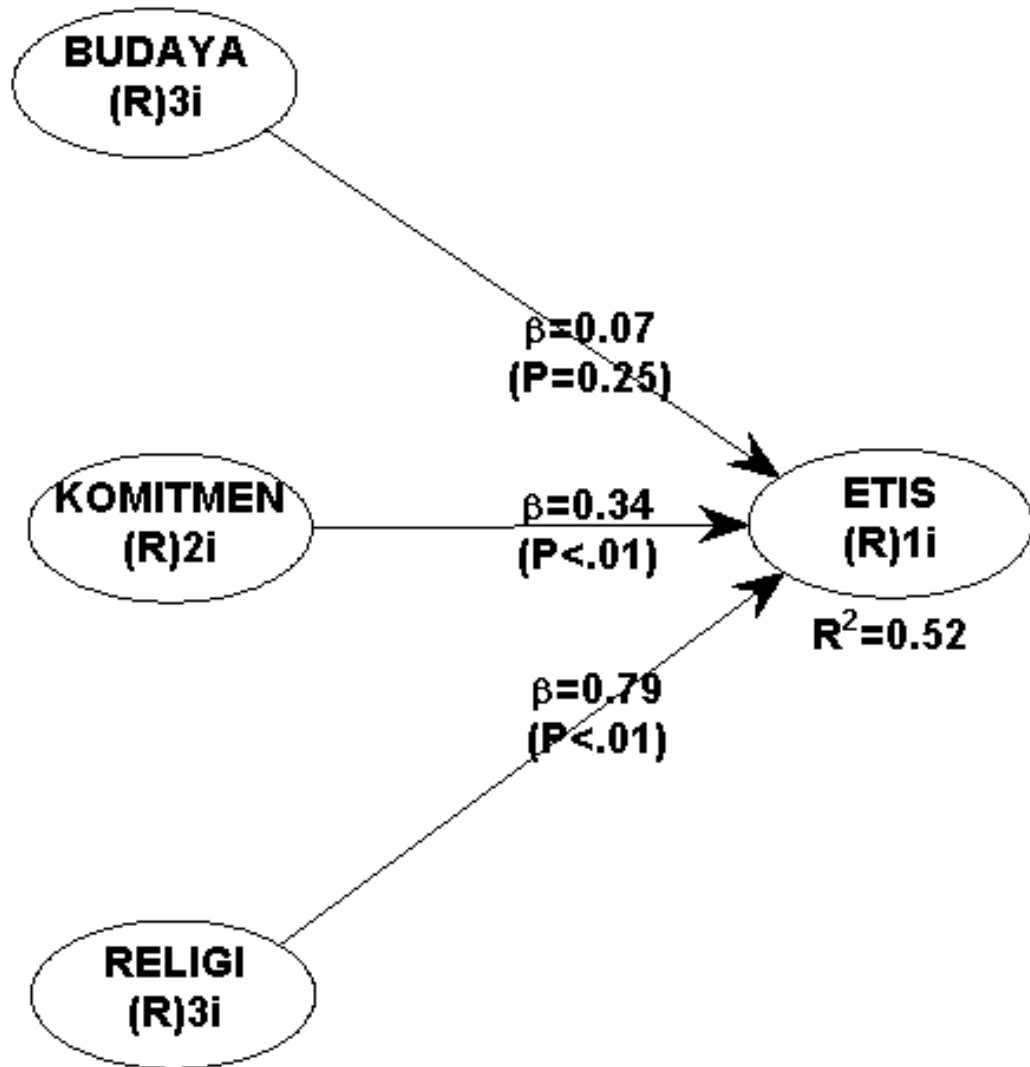 BUDAYA
(R)3i
β=0.07
(P=0.25)
KOMITMEN
(R)2i
β=0.34
(P<.01)
ETIS
(R)1i
R²=0.52
β=0.79
(P<.01)
RELIGI
(R)3i